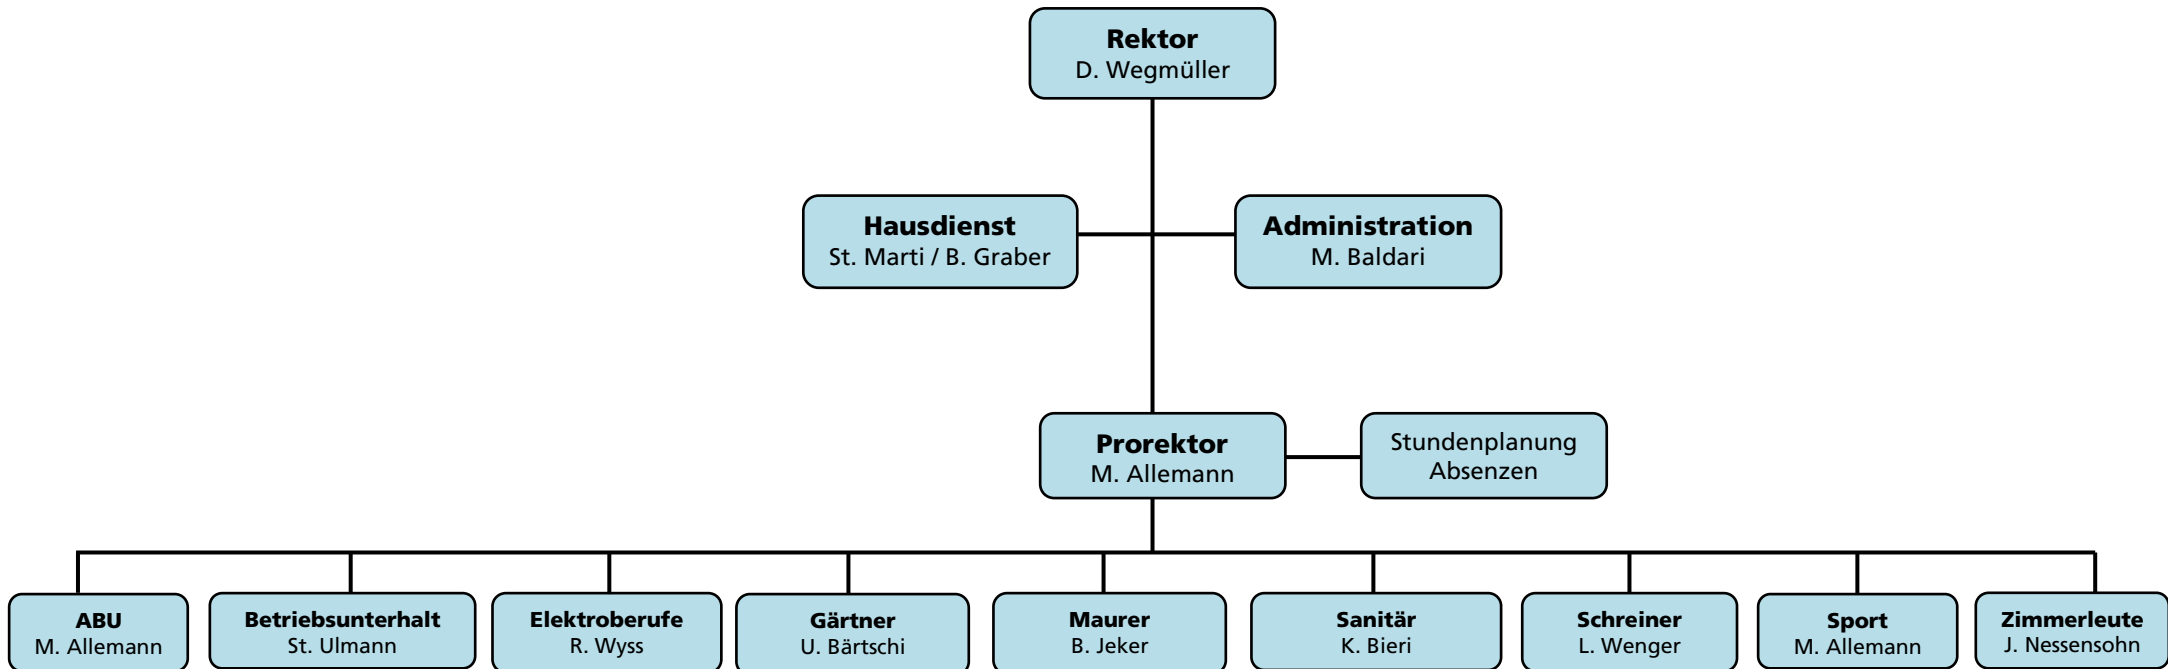 Rektor
D. Wegmüller
Hausdienst
St. Marti / B. Graber
Administration
M. Baldari
Prorektor
M. Allemann
Stundenplanung
Absenzen
ABU
M. Allemann
Betriebsunterhalt
St. Ulmann
Elektroberufe
R. Wyss
Gärtner
U. Bärtschi
Maurer
B. Jeker
Sanitär
K. Bieri
Schreiner
L. Wenger
Sport
M. Allemann
Zimmerleute
J. Nessensohn